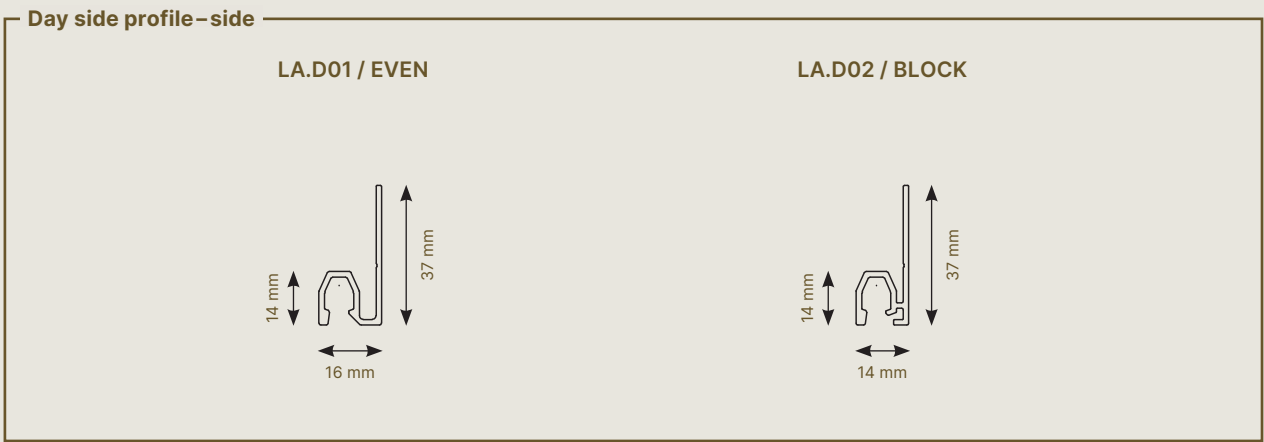 Day side profile–side
LA.D01 / EVEN
LA.D02 / BLOCK
14 mm
37 mm
16 mm
14 mm
37 mm
14 mm